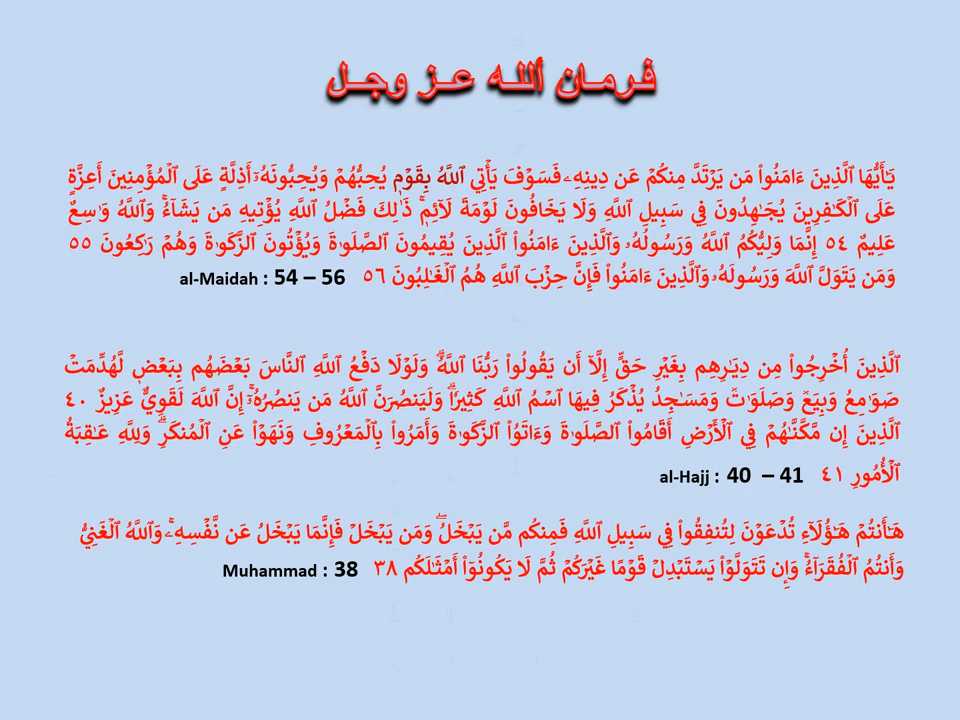 فرمـان ألله عـز وجـل
يَٰٓأَيُّهَا ٱلَّذِينَ ءَامَنُواْ مَن يَرۡتَدَّ مِنكُمۡ عَن دِينِهِۦ فَسَوۡفَ يَأۡتِي ٱللَّهُ بِقَوۡمٖ يُحِبُّهُمۡ وَيُحِبُّونَهُۥٓ أَذِلَّةٍ عَلَى ٱلۡمُؤۡمِنِينَ أَعِزَّةٍ
عَلَى ٱلۡكَٰفِرِينَ يُجَٰهِدُونَ فِي سَبِيلِ ٱللَّهِ وَلَا يَخَافُونَ لَوۡمَةَ لَآئِمٖۚ ذَٰلِكَ فَضۡلُ ٱللَّهِ يُؤۡتِيهِ مَن يَشَآءُۚ وَٱللَّهُ وَٰسِعٌ
عَلِيمٌ ٥٤ إِنَّمَا وَلِيُّكُمُ ٱللَّهُ وَرَسُولُهُۥ وَٱلَّذِينَ ءَامَنُواْ ٱلَّذِينَ يُقِيمُونَ ٱلصَّلَوٰةَ وَيُؤۡتُونَ ٱلزَّكَوٰةَ وَهُمۡ رَٰكِعُونَ ٥٥
وَمَن يَتَوَلَّ ٱللَّهَ وَرَسُولَهُۥ وَٱلَّذِينَ ءَامَنُواْ فَإِنَّ حِزۡبَ ٱللَّهِ هُمُ ٱلۡغَٰلِبُونَ ٥٦ al-Maidah : 54 – 56
ٱلَّذِينَ أُخۡرِجُواْ مِن دِيَٰرِهِم بِغَيۡرِ حَقٍّ إِلَّآ أَن يَقُولُواْ رَبُّنَا ٱللَّهُۗ وَلَوۡلَا دَفۡعُ ٱللَّهِ ٱلنَّاسَ بَعۡضَهُم بِبَعۡضٖ لَّهُدِّمَتۡ
صَوَٰمِعُ وَبِيَعٞ وَصَلَوَٰتٞ وَمَسَٰجِدُ يُذۡكَرُ فِيهَا ٱسۡمُ ٱللَّهِ كَثِيرٗاۗ وَلَيَنصُرَنَّ ٱللَّهُ مَن يَنصُرُهُۥٓۚ إِنَّ ٱللَّهَ لَقَوِيٌّ عَزِيزٌ ٤٠
ٱلَّذِينَ إِن مَّكَّنَّٰهُمۡ فِي ٱلۡأَرۡضِ أَقَامُواْ ٱلصَّلَوٰةَ وَءَاتَوُاْ ٱلزَّكَوٰةَ وَأَمَرُواْ بِٱلۡمَعۡرُوفِ وَنَهَوۡاْ عَنِ ٱلۡمُنكَرِۗ وَلِلَّهِ عَٰقِبَةُ
ٱلۡأُمُورِ ٤١ al-Hajj : 40 – 41
هَٰٓأَنتُمۡ هَٰٓؤُلَآءِ تُدۡعَوۡنَ لِتُنفِقُواْ فِي سَبِيلِ ٱللَّهِ فَمِنكُم مَّن يَبۡخَلُۖ وَمَن يَبۡخَلۡ فَإِنَّمَا يَبۡخَلُ عَن نَّفۡسِهِۦۚ وَٱللَّهُ ٱلۡغَنِيُّ
وَأَنتُمُ ٱلۡفُقَرَآءُۚ وَإِن تَتَوَلَّوۡاْ يَسۡتَبۡدِلۡ قَوۡمًا غَيۡرَكُمۡ ثُمَّ لَا يَكُونُوٓاْ أَمۡثَٰلَكُم ٣٨ Muhammad : 38